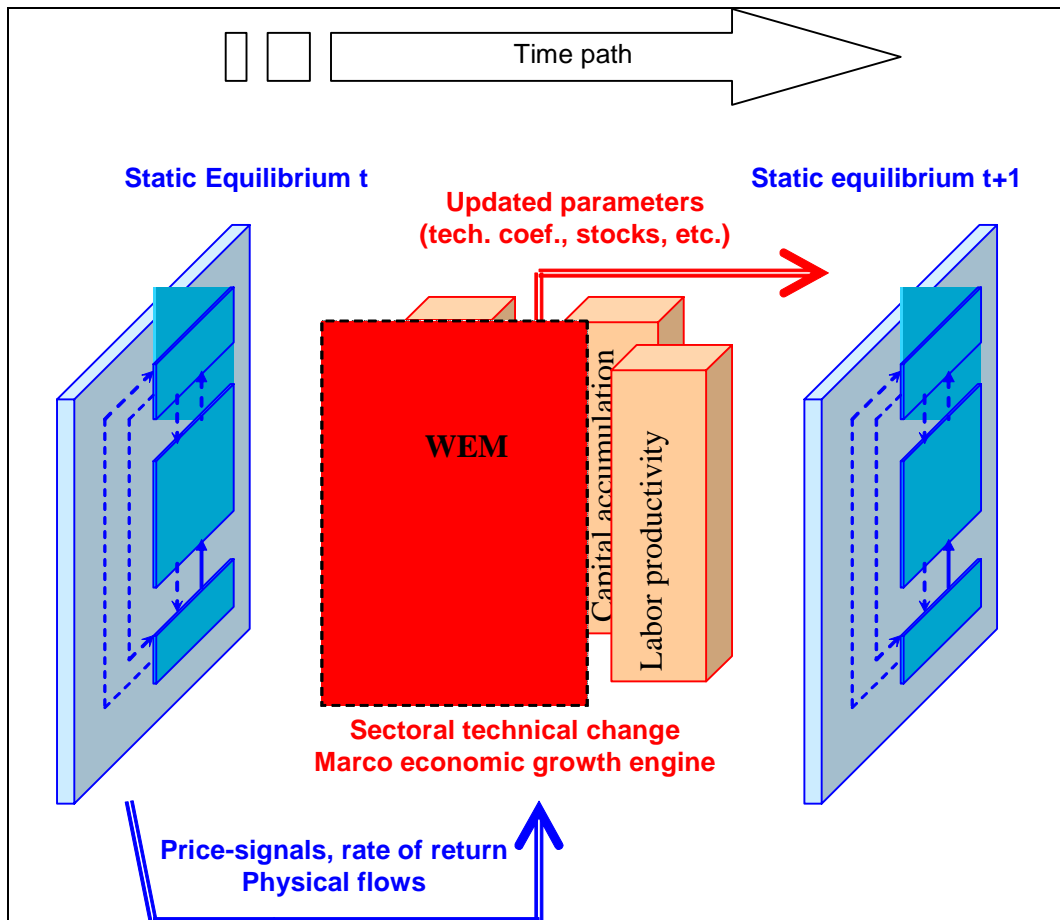 Time path
Static Equilibrium t
Static equilibrium t+1
Updated parameters
(tech. coef., stocks, etc.)
WEM
Capital accumulation
Labor productivity
Sectoral technical change
Marco economic growth engine
Price-signals, rate of return
Physical flows